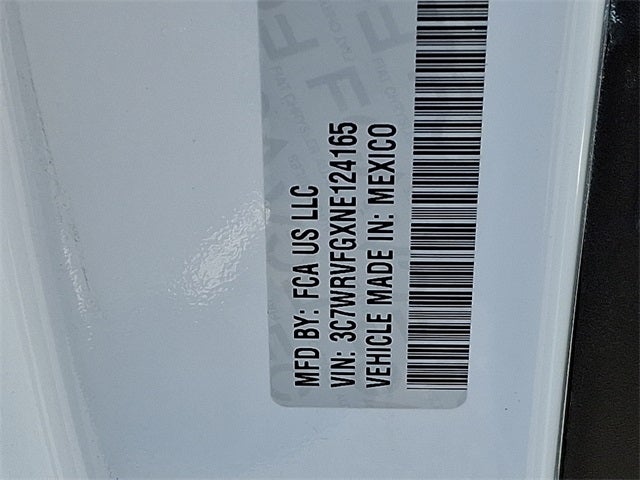 MFD BY: FCA US LLC
VIN: 3C7WRVFGXNE124165
VEHICLE MADE IN: MEXICO